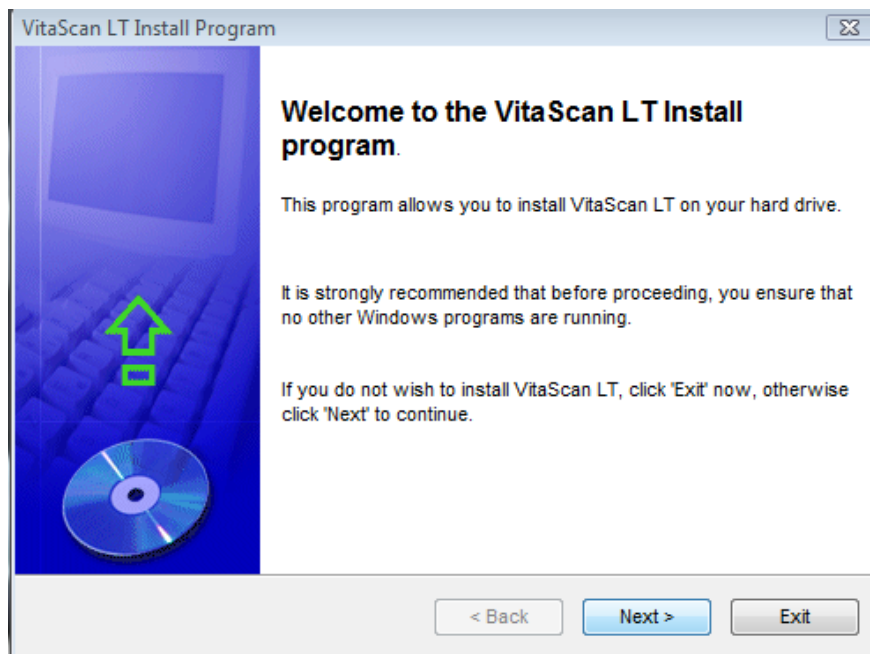 VitaScan LT Install Program
Welcome to the VitaScan LT Install
program.
This program allows you to install VitaScan LT on your hard drive.
It is strongly recommended that before proceeding, you ensure that
no other Windows programs are running.
If you do not wish to install VitaScan LT, click 'Exit' now, otherwise
click 'Next' to continue.
< Back
Next >
Exit